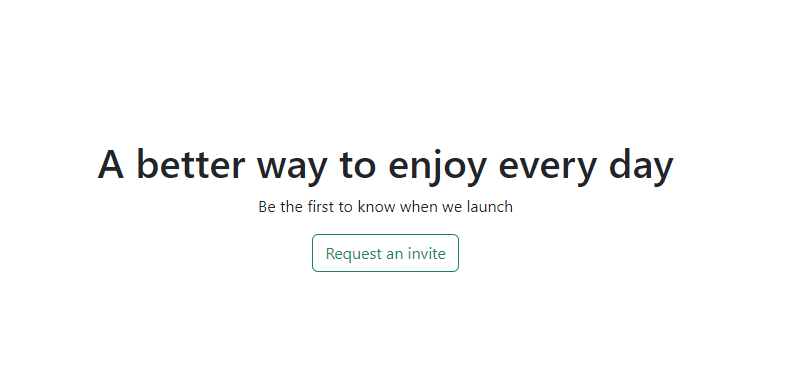 A better way to enjoy every day
Be the first to know when we launch
Request an invite